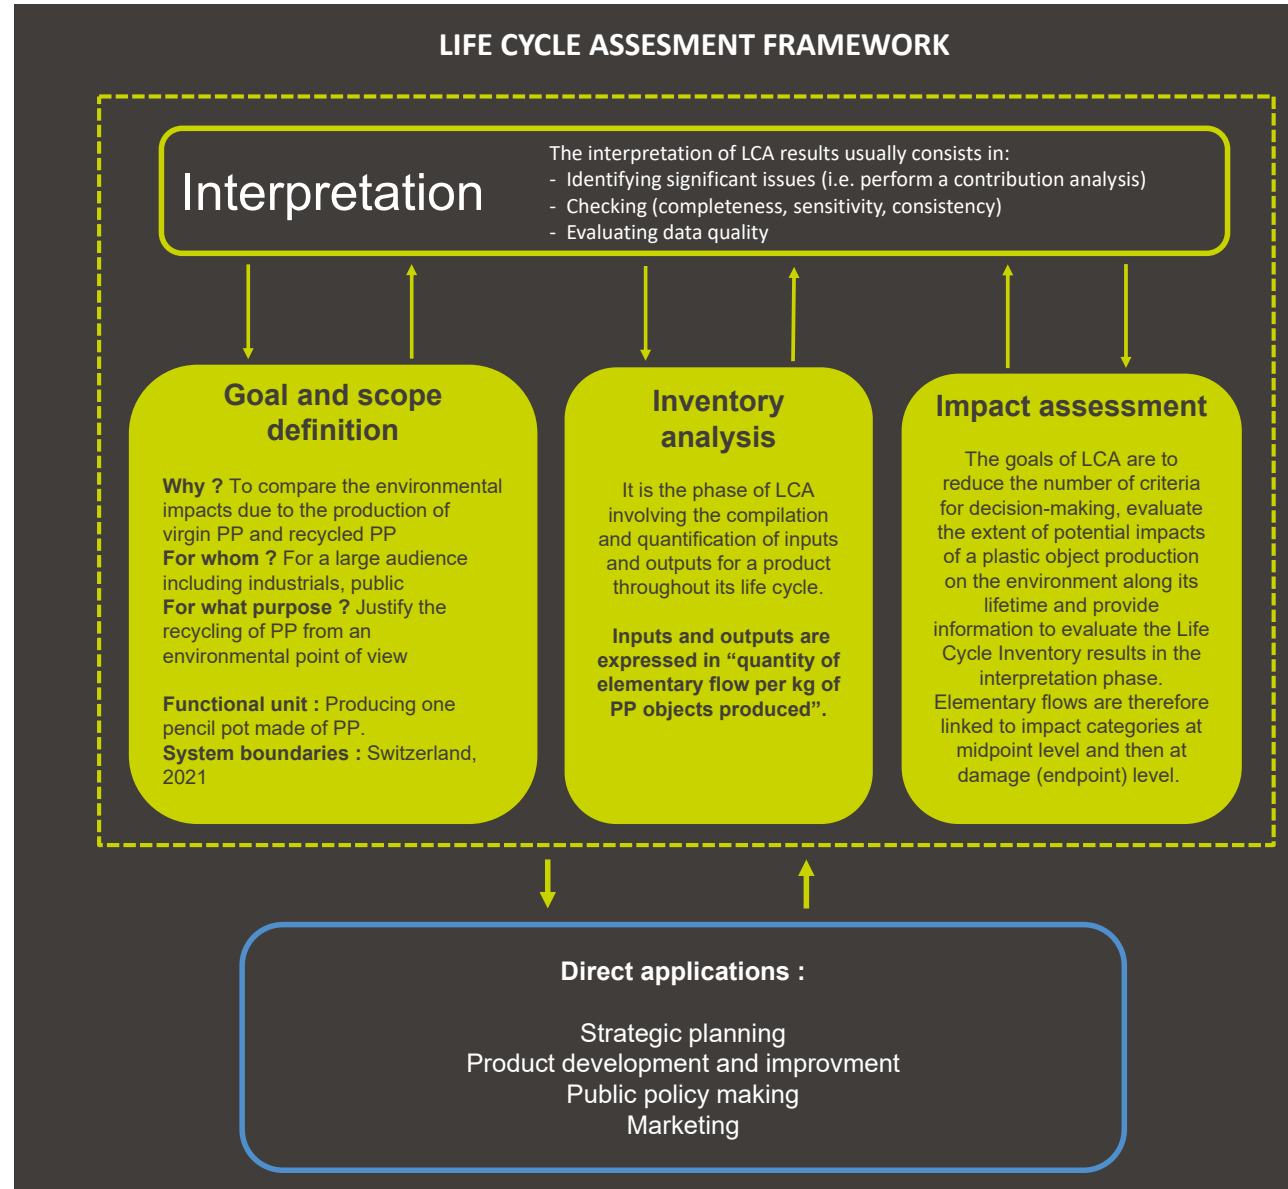 LIFE CYCLE ASSESMENT FRAMEWORK
Interpretation
The interpretation of LCA results usually consists in:
- Identifying significant issues (i.e. perform a contribution analysis)
- Checking (completeness, sensitivity, consistency)
- Evaluating data quality
Goal and scope
definition
Why ? To compare the environmental
impacts due to the production of
virgin PP and recycled PP
For whom ? For a large audience
including industrials, public
For what purpose ? Justify the
recycling of PP from an
environmental point of view
Functional unit : Producing one
pencil pot made of PP.
System boundaries : Switzerland,
2021
Inventory
analysis
It is the phase of LCA
involving the compilation
and quantification of inputs
and outputs for a product
throughout its life cycle.
Inputs and outputs are
expressed in “quantity of
elementary flow per kg of
PP objects produced”.
Impact assessment
The goals of LCA are to
reduce the number of criteria
for decision-making, evaluate
the extent of potential impacts
of a plastic object production
on the environment along its
lifetime and provide
information to evaluate the Life
Cycle Inventory results in the
interpretation phase.
Elementary flows are therefore
linked to impact categories at
midpoint level and then at
damage (endpoint) level.
Direct applications :
Strategic planning
Product development and improvment
Public policy making
Marketing